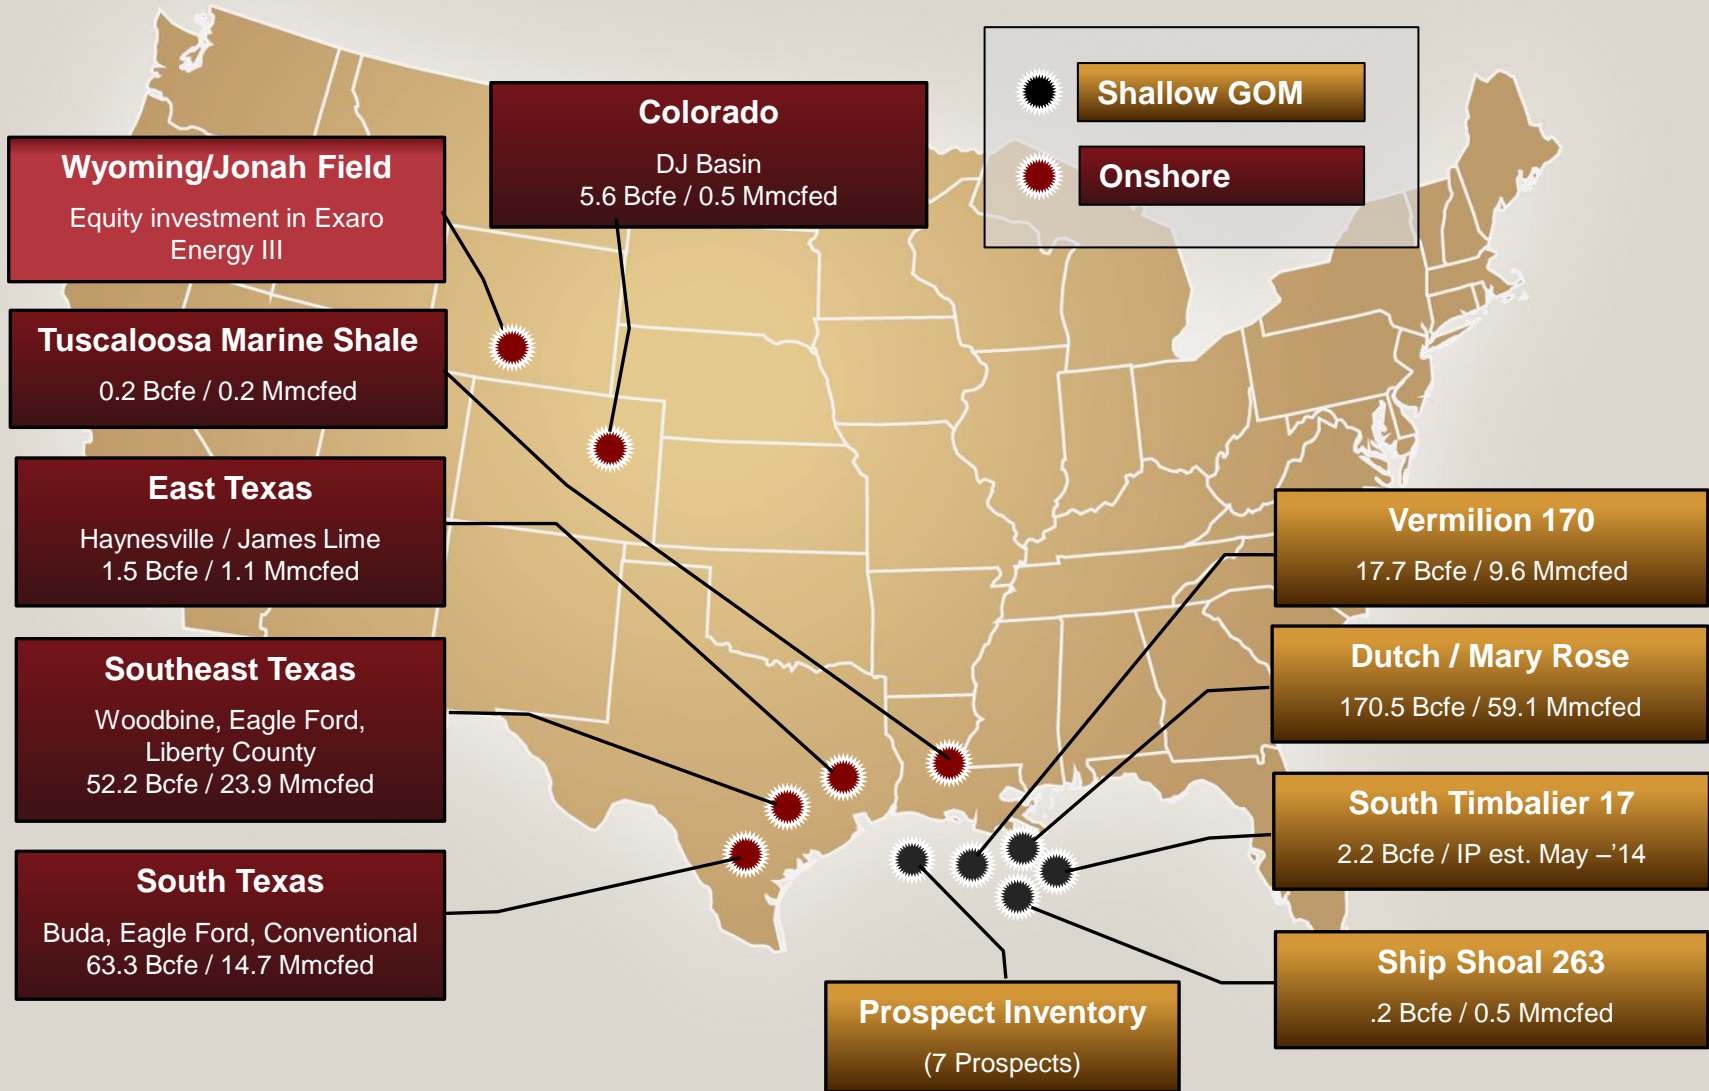 Shallow GOM
Onshore
Colorado
DJ Basin
5.6 Bcfe / 0.5 Mmcfed
Wyoming/Jonah Field
Equity investment in Exaro
Energy III
Tuscaloosa Marine Shale
0.2 Bcfe / 0.2 Mmcfed
East Texas
Haynesville / James Lime
1.5 Bcfe / 1.1 Mmcfed
Southeast Texas
Woodbine, Eagle Ford,
Liberty County
52.2 Bcfe / 23.9 Mmcfed
South Texas
Buda, Eagle Ford, Conventional
63.3 Bcfe / 14.7 Mmcfed
Vermilion 170
17.7 Bcfe / 9.6 Mmcfed
Dutch / Mary Rose
170.5 Bcfe / 59.1 Mmcfed
South Timbalier 17
2.2 Bcfe / IP est. May –’14
Ship Shoal 263
.2 Bcfe / 0.5 Mmcfed
Prospect Inventory
(7 Prospects)